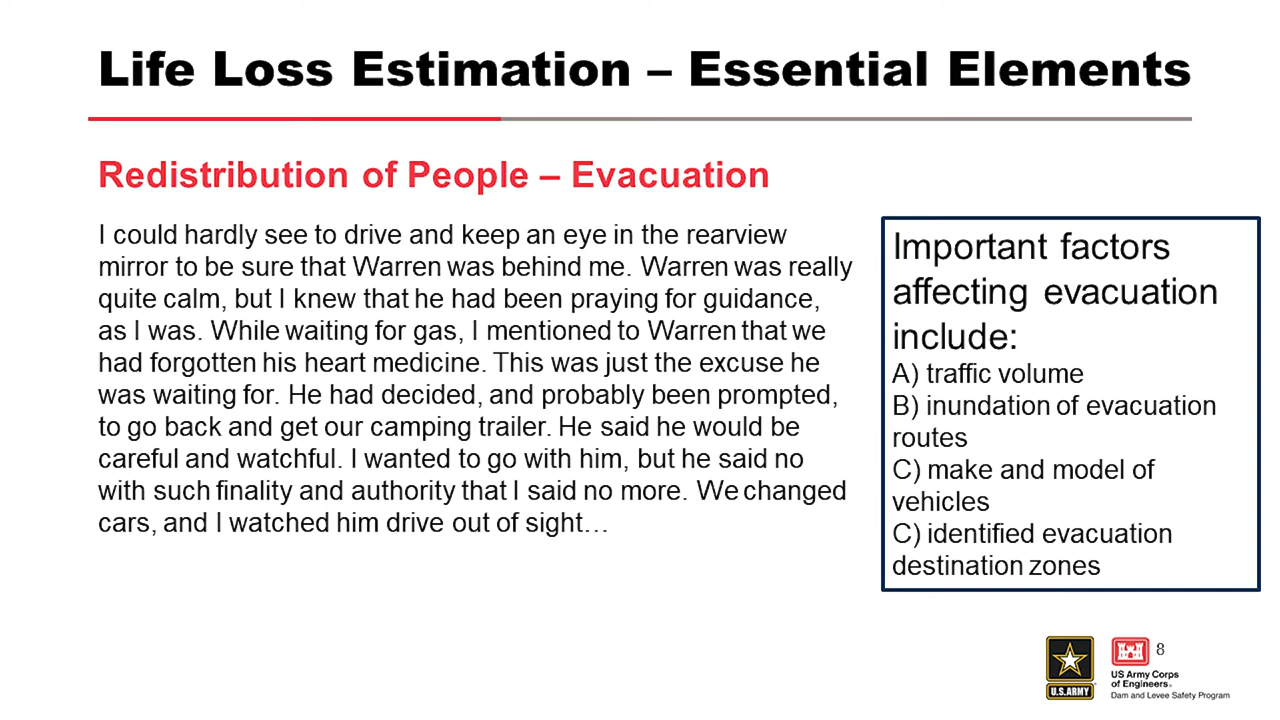 Life Loss Estimation – Essential Elements
Redistribution of People – Evacuation
I could hardly see to drive and keep an eye in the rearview
mirror to be sure that Warren was behind me. Warren was really
quite calm, but I knew that he had been praying for guidance,
as I was. While waiting for gas, I mentioned to Warren that we
had forgotten his heart medicine. This was just the excuse he
was waiting for. He had decided, and probably been prompted,
to go back and get our camping trailer. He said he would be
careful and watchful. I wanted to go with him, but he said no
with such finality and authority that I said no more. We changed
cars, and I watched him drive out of sight…
Important factors
affecting evacuation
include:
A) traffic volume
B) inundation of evacuation
routes
C) make and model of
vehicles
C) identified evacuation
destination zones
U.S. ARMY
US Army Corps
of Engineers®
Dam and Levee Safety Program
8